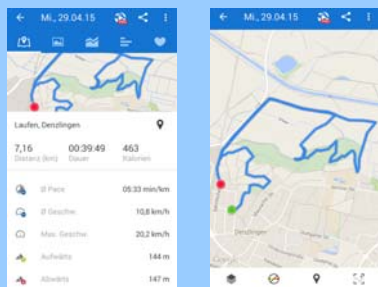 Mi., 29.04.15
Laufen, Denzlingen
7,16 00:39:49 463
Distanz (km) Dauer Kalorien
Ø Pace 05:33 min/km
Ø Geschw. 10,8 km/h
Max. Geschw. 20,2 km/h
Aufwärts 144 m
Abwärts 147 m
Mi., 29.04.15
Denzlingen